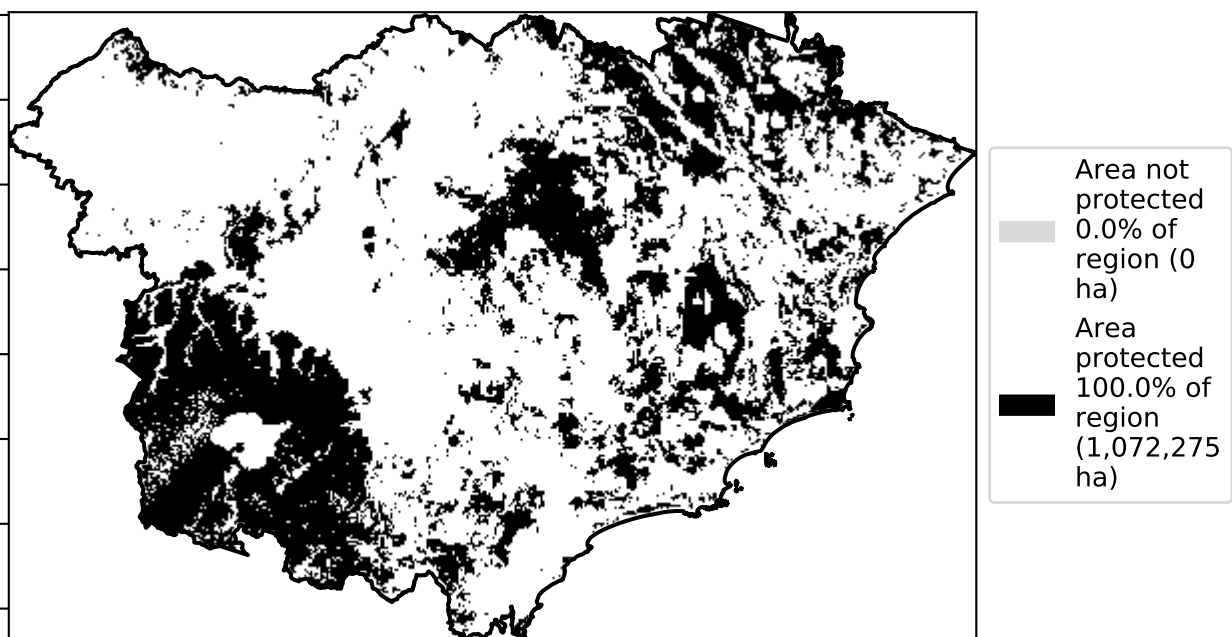 Area not
protected
0.0% of
region (0
ha)
Area
protected
100.0% of
region
(1,072,275
ha)